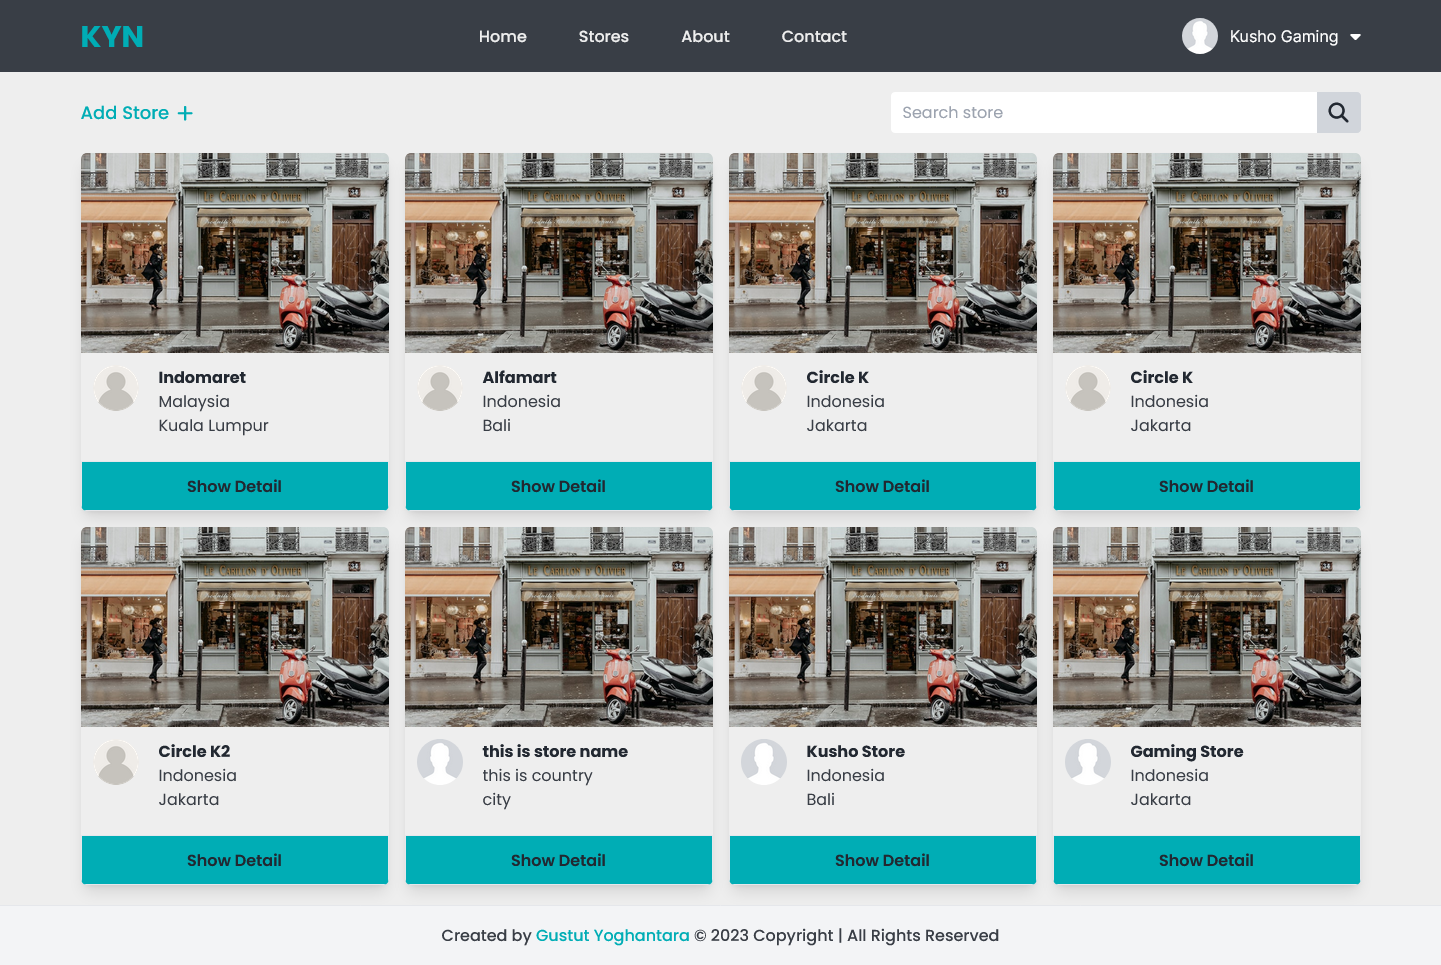 KYN
Home
Stores
About
Contact
Kusho Gaming
Add Store +
Search store
LE CARILLON D'OLIVIER
LE CARILLON D'OLIVIER
LE CARILLON D'OLIVIER
LE CARILLON D'OLIVIER
Indomaret
Malaysia
Kuala Lumpur
Show Detail
Alfamart
Indonesia
Bali
Show Detail
Circle K
Indonesia
Jakarta
Show Detail
Circle K
Indonesia
Jakarta
Show Detail
LE CARILLON D'OLIVIER
LE CARILLON D'OLIVIER
LE CARILLON D'OLIVIER
LE CARILLON D'OLIVIER
Circle K2
Indonesia
Jakarta
Show Detail
this is store name
this is country
city
Show Detail
Kusho Store
Indonesia
Bali
Show Detail
Gaming Store
Indonesia
Jakarta
Show Detail
Created by Gustut Yoghantara © 2023 Copyright | All Rights Reserved